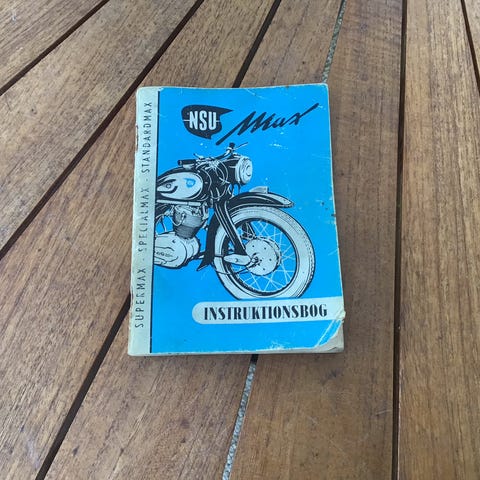 NSU Max
SUPERMAX · SPECIALMAX · STANDARDMAX
INSTRUKTIONSBOG